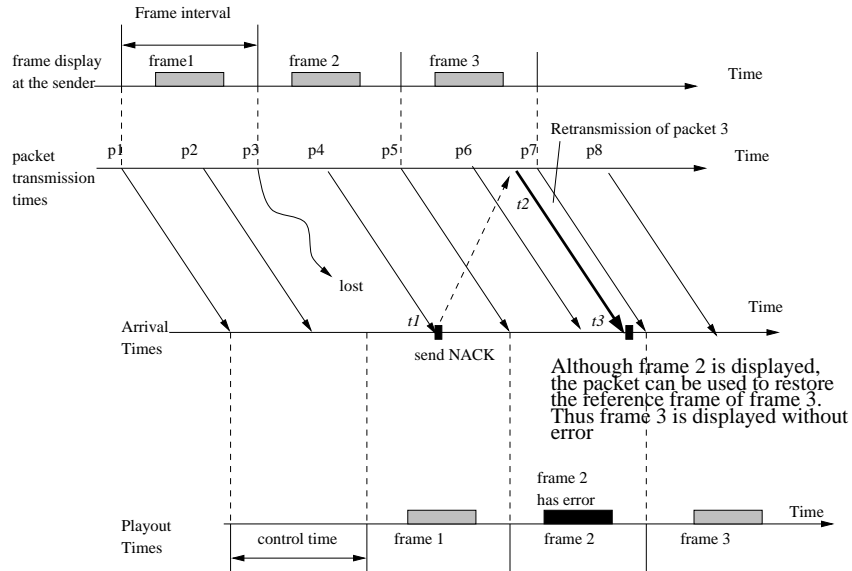 Frame interval
frame display
at the sender
frame1
frame 2
frame 3
Time
Retransmission of packet 3
packet
transmission
times
p1
p2
p3
p4
p5
p6
p7
p8
Time
t2
lost
Arrival
Times
t1
t3
Time
send NACK
Although frame 2 is displayed,
the packet can be used to restore
the reference frame of frame 3.
Thus frame 3 is displayed without
error
frame 2
has error
Playout
Times
control time
frame 1
frame 2
frame 3
Time